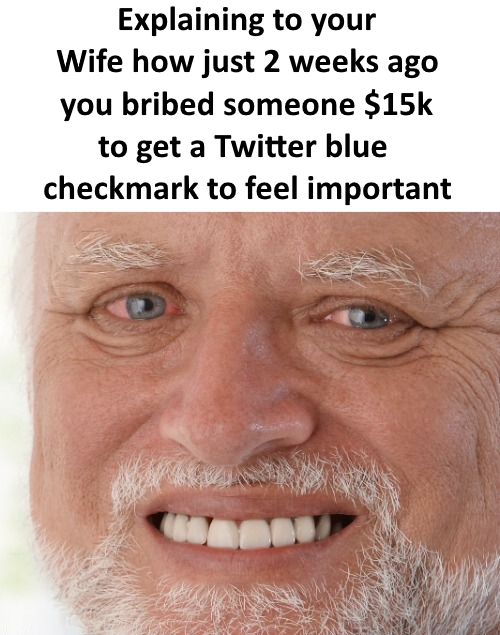 Explaining to your
Wife how just 2 weeks ago
you bribed someone $15k
to get a Twitter blue
checkmark to feel important